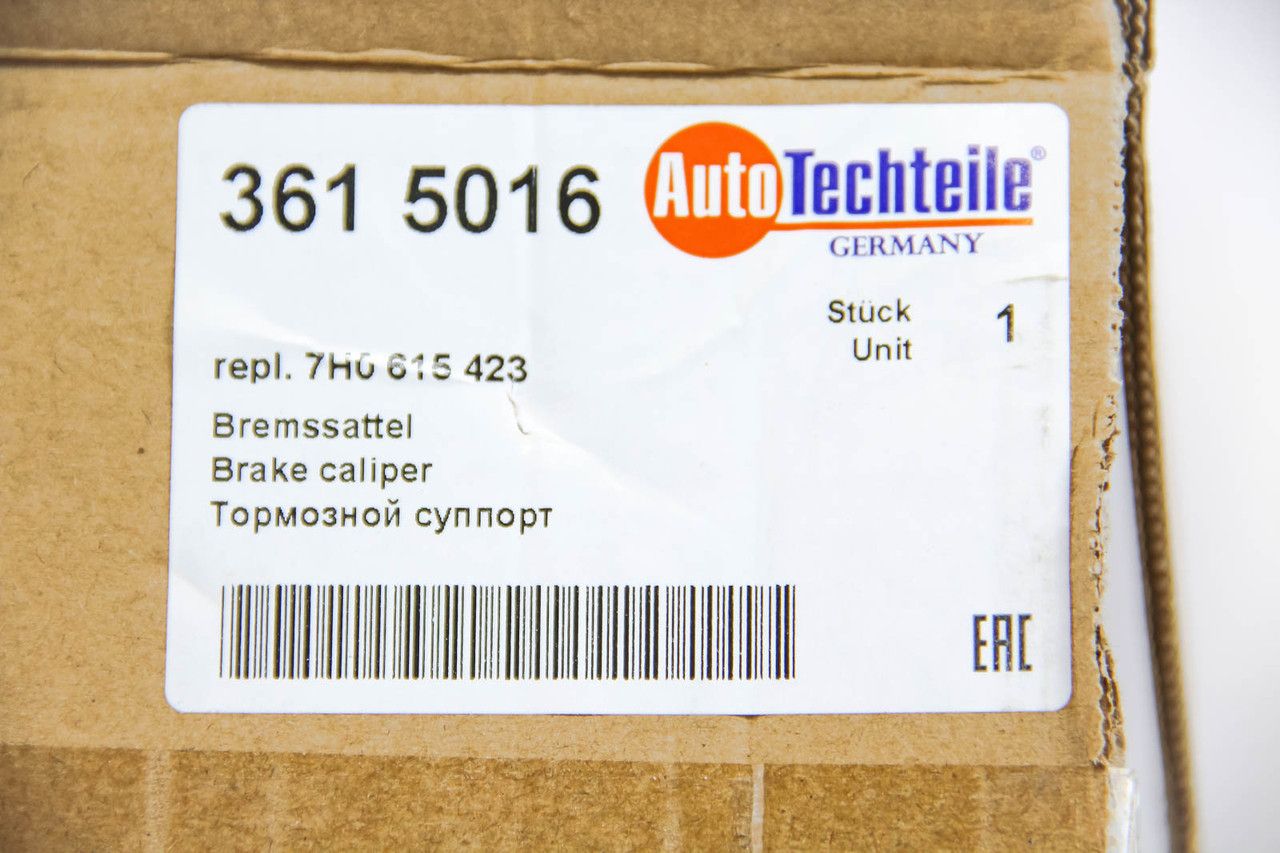 361 5016
AutoTechteile®
GERMANY
Stück 1
Unit
repl. 7H0 615 423
Bremssattel
Brake caliper
Тормозной суппорт
EAC